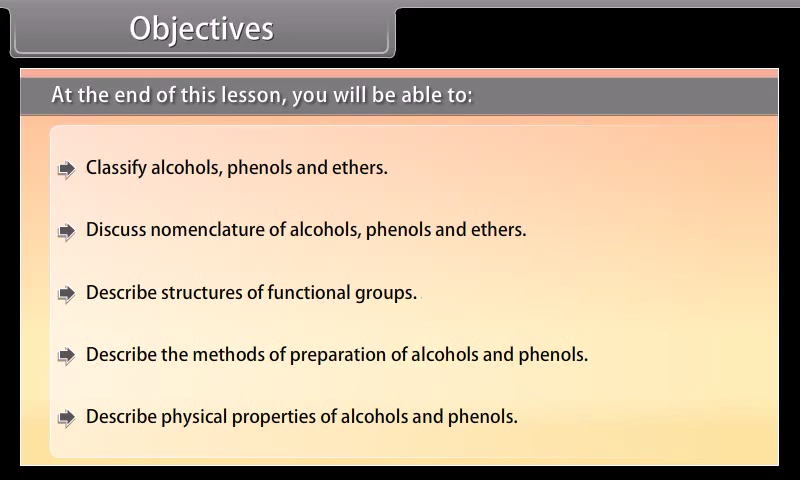 Objectives
At the end of this lesson, you will be able to:
Classify alcohols, phenols and ethers.
Discuss nomenclature of alcohols, phenols and ethers.
Describe structures of functional groups.
Describe the methods of preparation of alcohols and phenols.
Describe physical properties of alcohols and phenols.